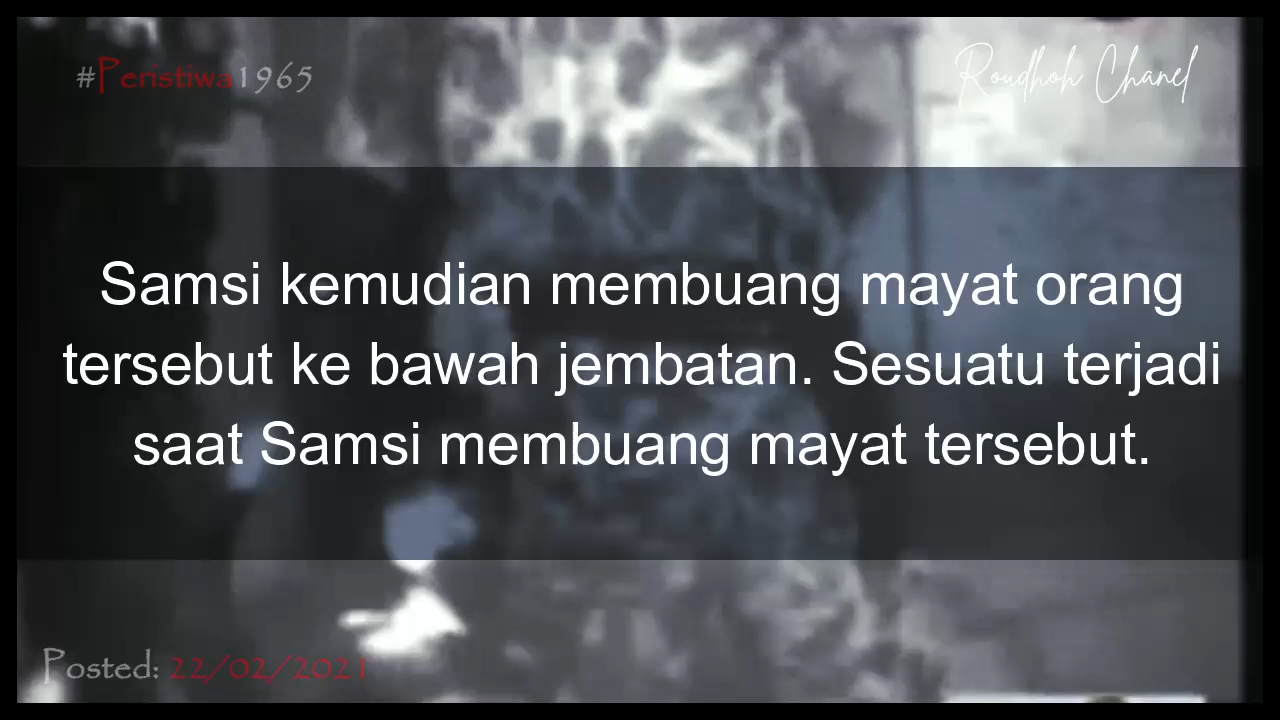 #Peristiwa1965
Roudhoh Chanel
Samsi kemudian membuang mayat orang
tersebut ke bawah jembatan. Sesuatu terjadi
saat Samsi membuang mayat tersebut.
Posted: 22/02/2021